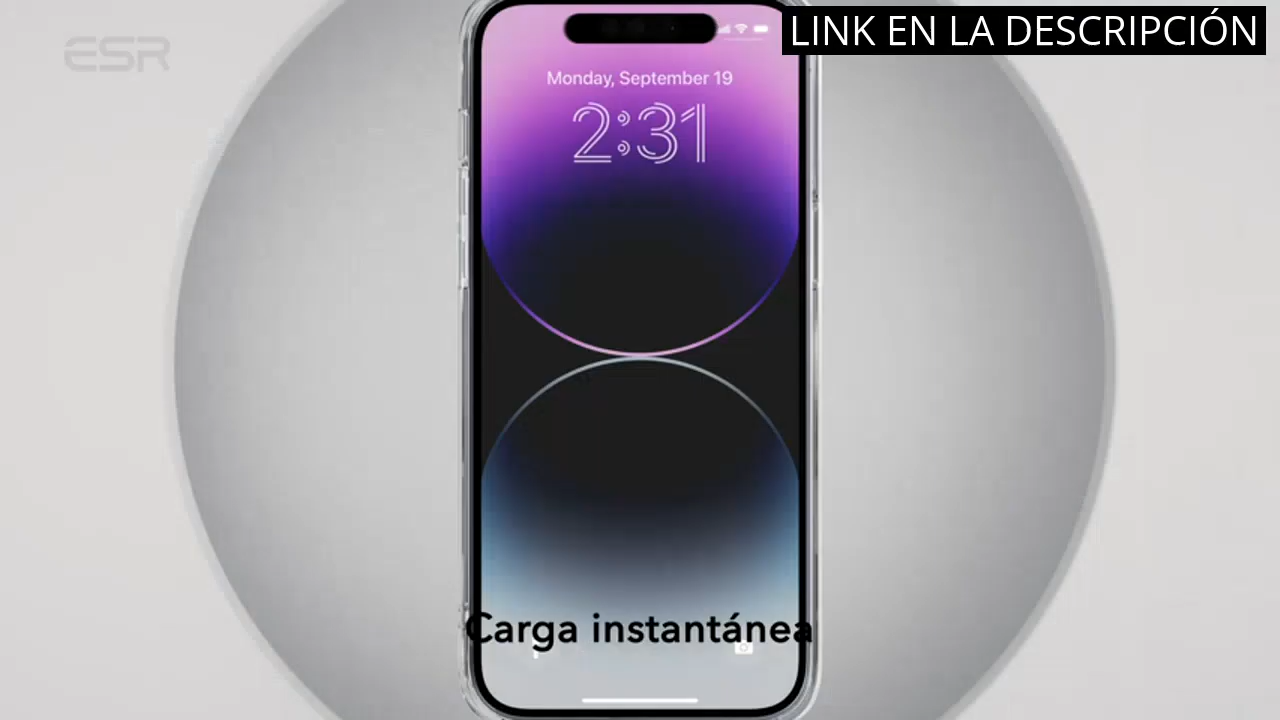 ESR
LINK EN LA DESCRIPCIÓN
Monday, September 19
2:31
Carga instantánea